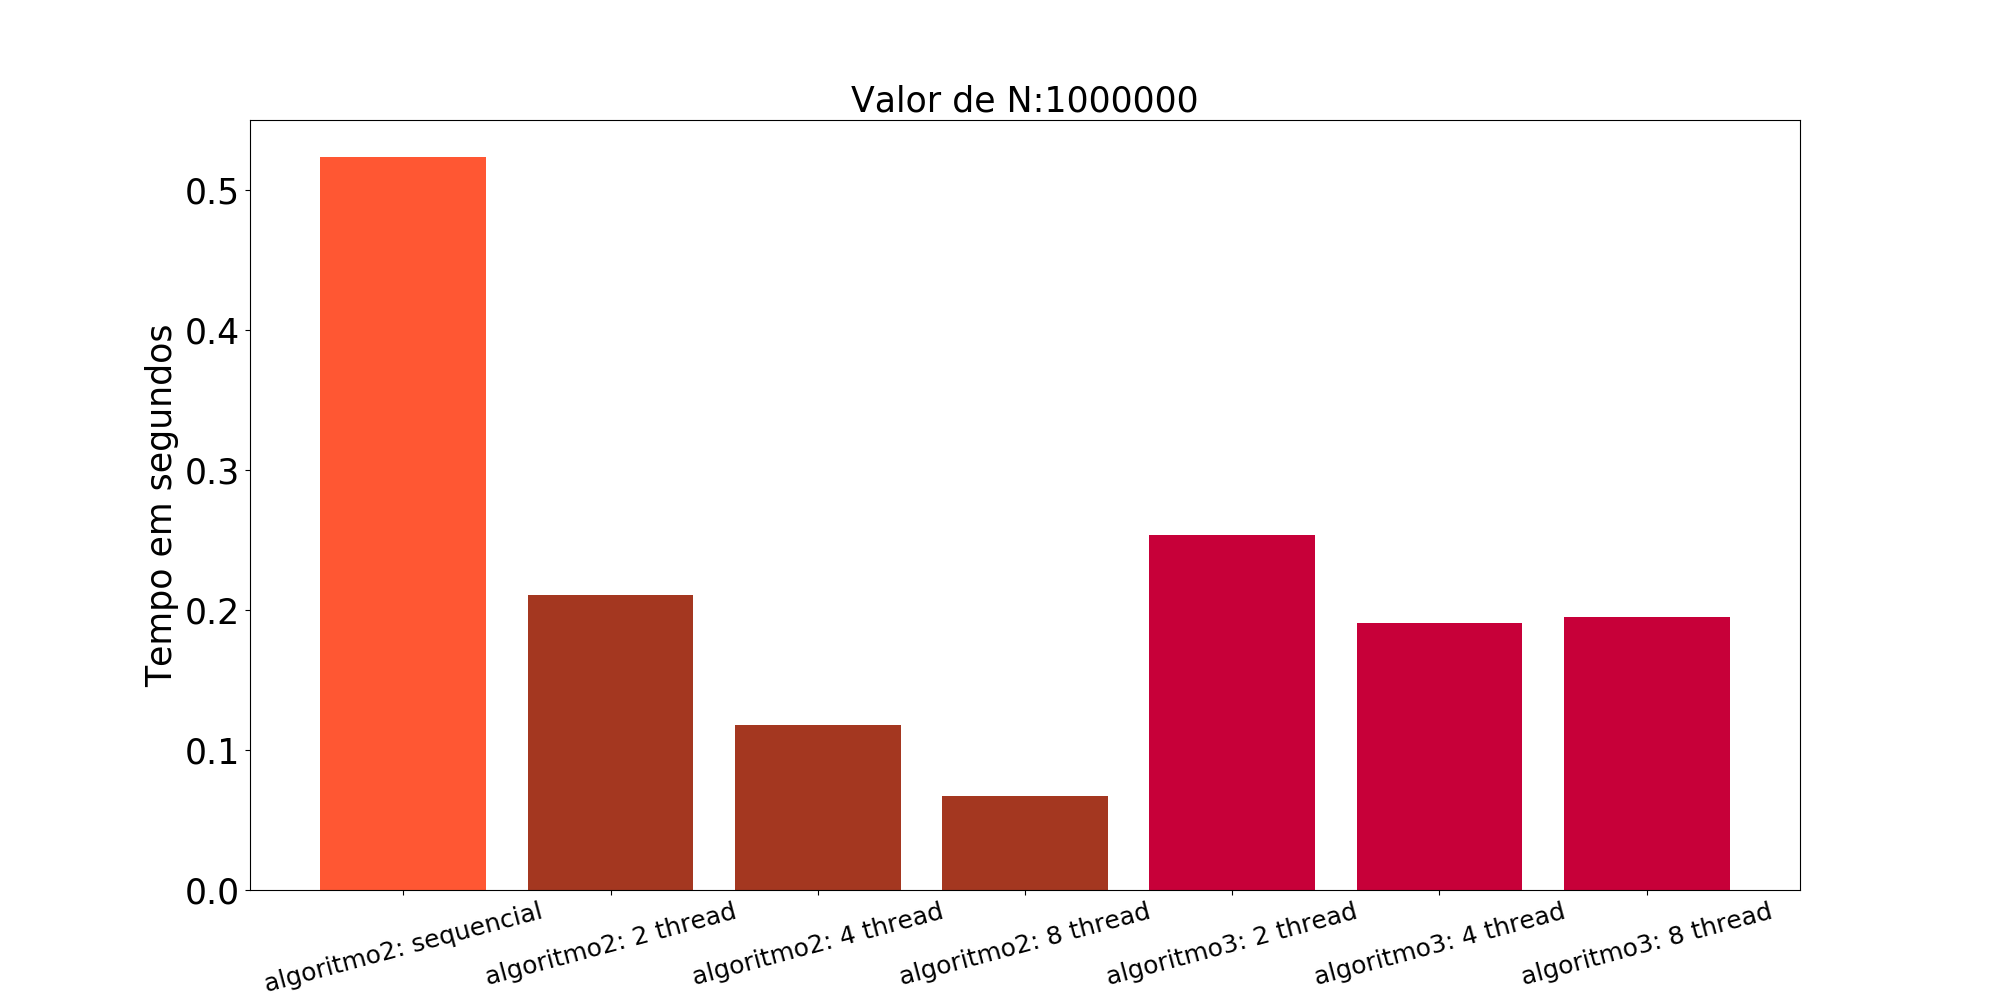 Valor de N:1000000
Tempo em segundos
0.5
0.4
0.3
0.2
0.1
0.0
algoritmo2: sequencial
algoritmo2: 2 thread
algoritmo2: 4 thread
algoritmo2: 8 thread
algoritmo3: 2 thread
algoritmo3: 4 thread
algoritmo3: 8 thread